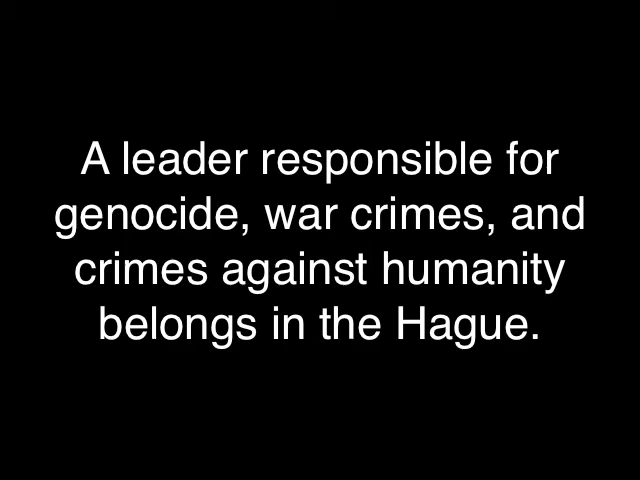 A leader responsible for
genocide, war crimes, and
crimes against humanity
belongs in the Hague.